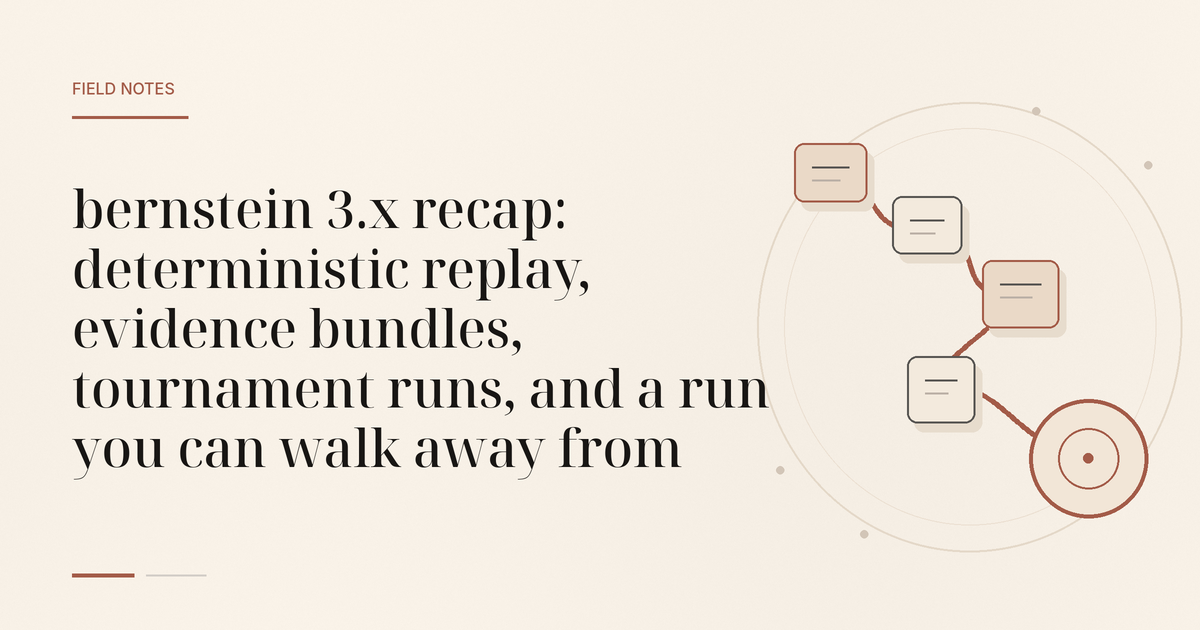 FIELD NOTES
bernstein 3.x recap:
deterministic replay,
evidence bundles,
tournament runs, and a run
you can walk away from